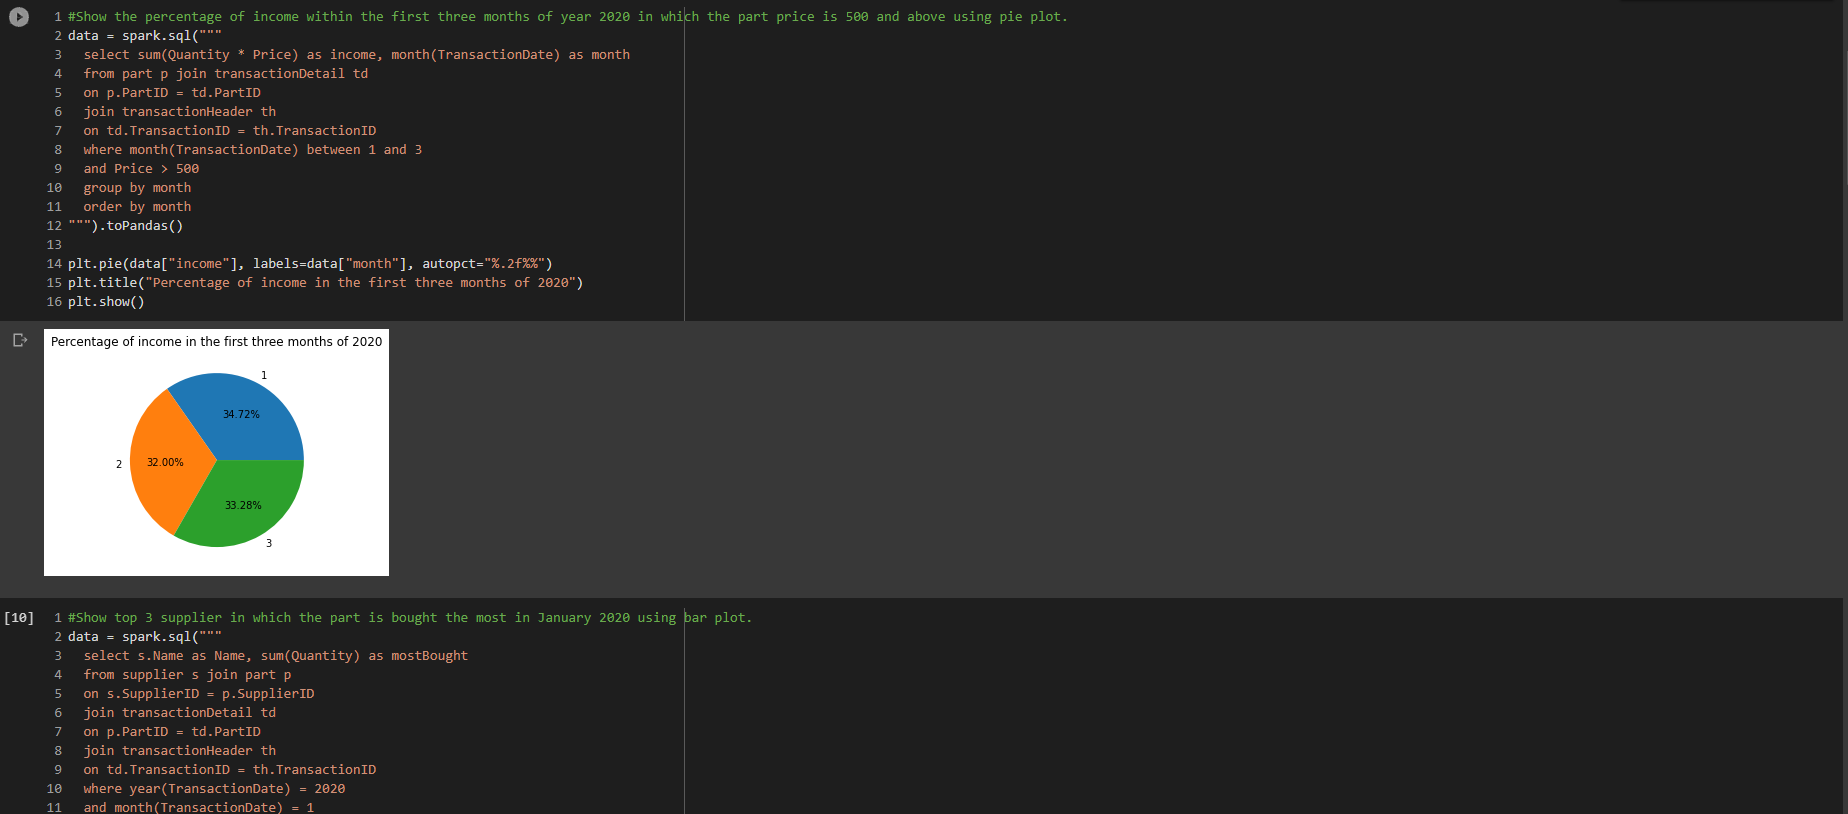 1 #Show the percentage of income within the first three months of year 2020 in which the part price is 500 and above using pie plot.
2 data = spark.sql("""
3   select sum(Quantity * Price) as income, month(TransactionDate) as month
4   from part p join transactionDetail td
5   on p.PartID = td.PartID
6   join transactionHeader th
7   on td.TransactionID = th.TransactionID
8   where month(TransactionDate) between 1 and 3
9   and Price > 500
10   group by month
11   order by month
12 """).toPandas()
13
14 plt.pie(data["income"], labels=data["month"], autopct="%.2f%%")
15 plt.title("Percentage of income in the first three months of 2020")
16 plt.show()
Percentage of income in the first three months of 2020
1
34.72%
2
32.00%
33.28%
3
[10] 1 #Show top 3 supplier in which the part is bought the most in January 2020 using bar plot.
2 data = spark.sql("""
3   select s.Name as Name, sum(Quantity) as mostBought
4   from supplier s join part p
5   on s.SupplierID = p.SupplierID
6   join transactionDetail td
7   on p.PartID = td.PartID
8   join transactionHeader th
9   on td.TransactionID = th.TransactionID
10   where year(TransactionDate) = 2020
11   and month(TransactionDate) = 1